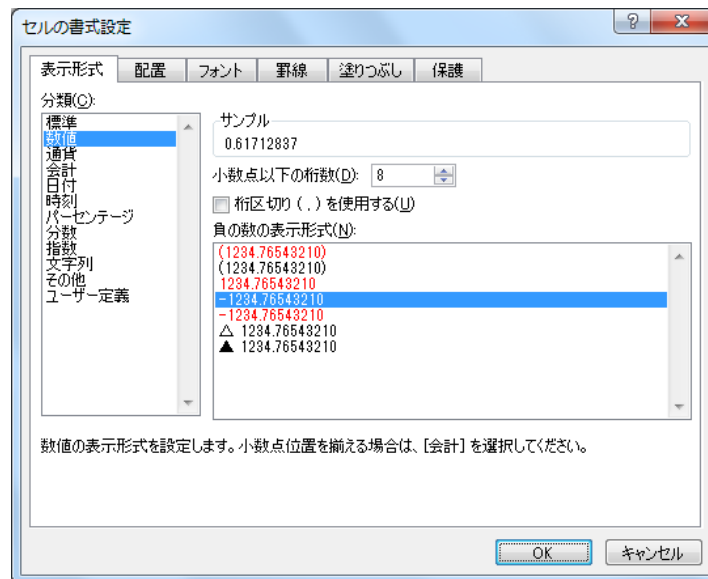 セルの書式設定
表示形式 配置 フォント 罫線 塗りつぶし 保護
分類(C):
標準
数値
通貨
会計
日付
時刻
パーセンテージ
分数
指数
文字列
その他
ユーザー定義
サンプル
0.61712837
小数点以下の桁数(D): 8
桁区切り ( , ) を使用する(U)
負の数の表示形式(N):
(1234.76543210)
(1234.76543210)
1234.76543210
-1234.76543210
-1234.76543210
△ 1234.76543210
▲ 1234.76543210
数値の表示形式を設定します。小数点位置を揃える場合は、[会計] を選択してください。
OK キャンセル